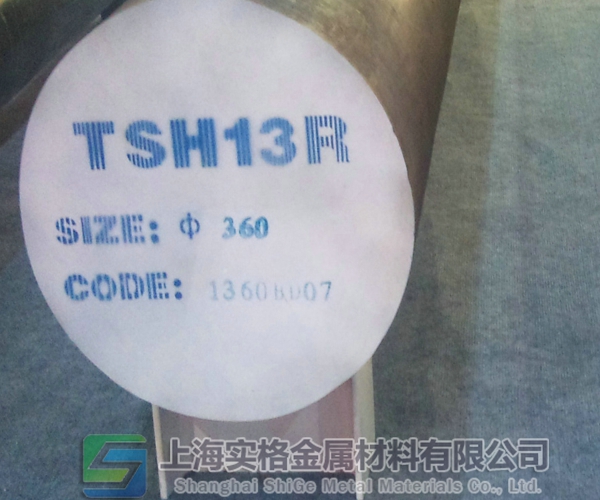 TSH13R
SIZE: Φ 360
CODE:
上海实格金属材料有限公司
Shanghai ShiGe Metal Materials Co., Ltd.